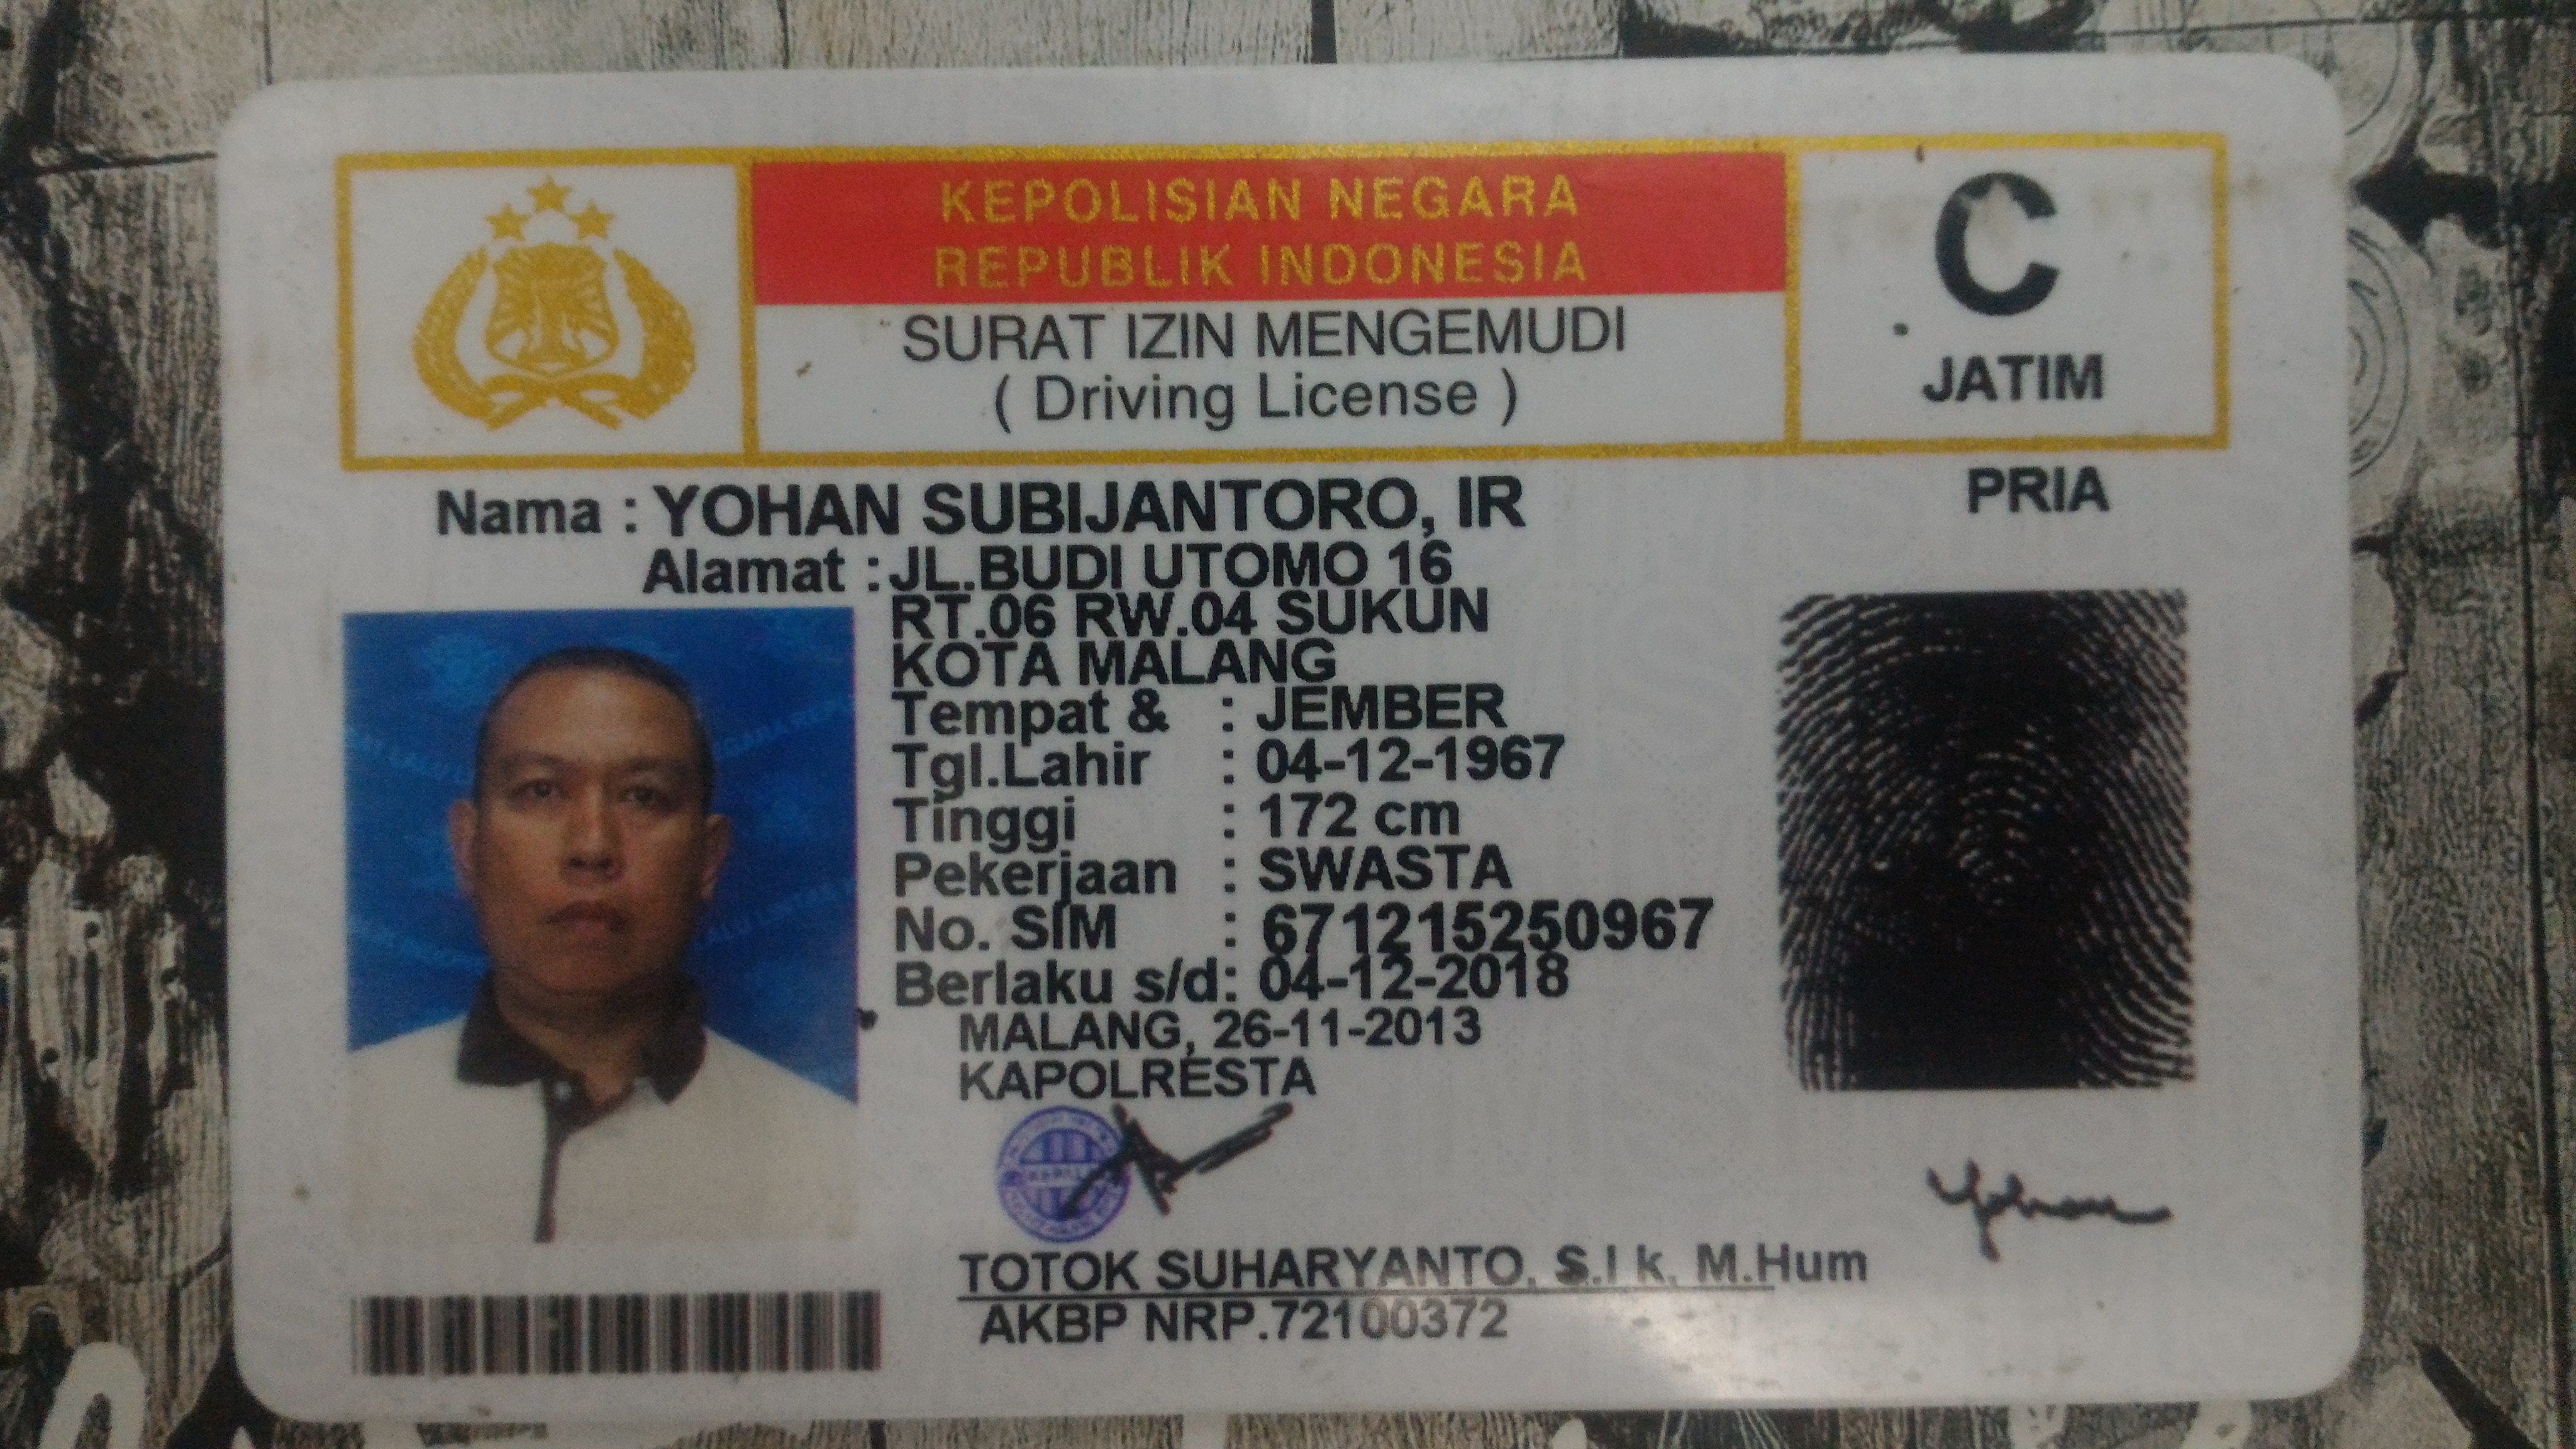 KEPOLISIAN NEGARA
REPUBLIK INDONESIA
SURAT IZIN MENGEMUDI
( Driving License )
C
JATIM
PRIA
Nama : YOHAN SUBIJANTORO, IR
Alamat : JL.BUDI UTOMO 16
RT.06 RW.04 SUKUN
KOTA MALANG
Tempat & : JEMBER
Tgl.Lahir : 04-12-1967
Tinggi : 172 cm
Pekerjaan : SWASTA
No. SIM : 671215250967
Berlaku s/d: 04-12-2018
MALANG, 26-11-2013
KAPOLRESTA
Yohan
TOTOK SUHARYANTO, S.I k, M.Hum
AKBP NRP.72100372